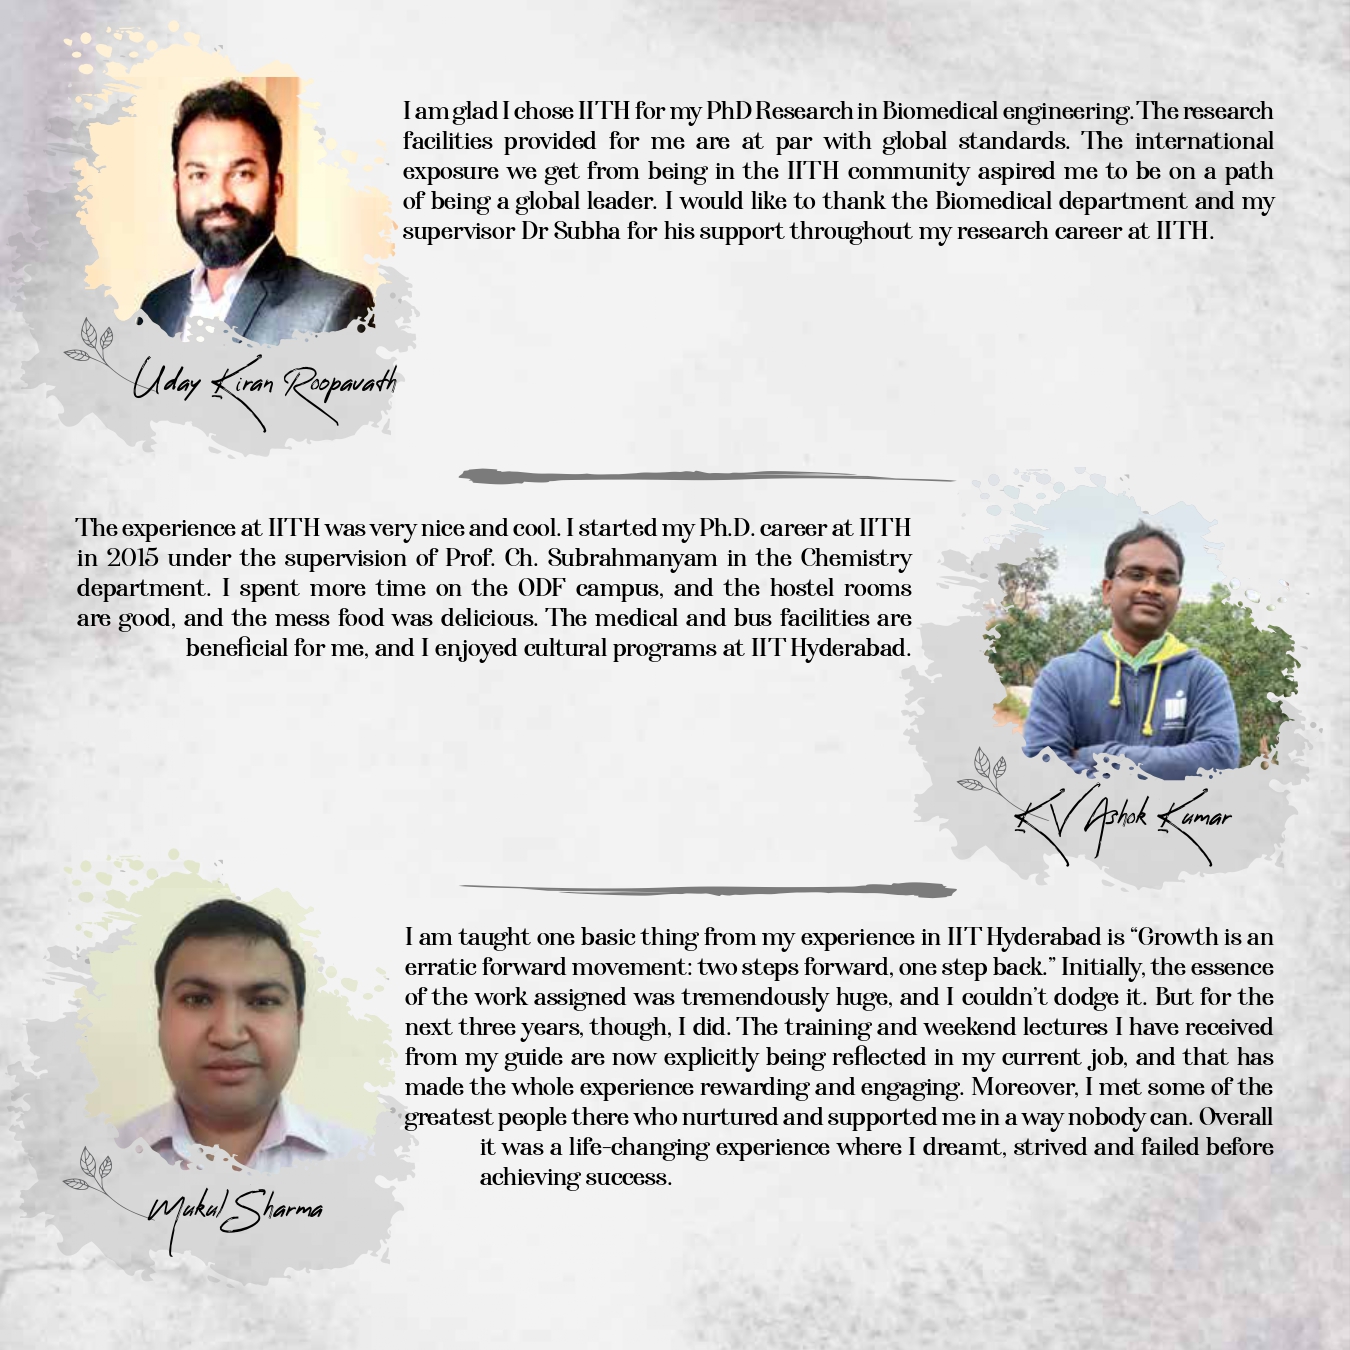 I am glad I chose IITH for my PhD Research in Biomedical engineering. The research
facilities provided for me are at par with global standards. The international
exposure we get from being in the IITH community aspired me to be on a path
of being a global leader. I would like to thank the Biomedical department and my
supervisor Dr Subha for his support throughout my research career at IITH.
Uday Kiran Roopavath
The experience at IITH was very nice and cool. I started my Ph.D. career at IITH
in 2015 under the supervision of Prof. Ch. Subrahmanyam in the Chemistry
department. I spent more time on the ODF campus, and the hostel rooms
are good, and the mess food was delicious. The medical and bus facilities are
beneficial for me, and I enjoyed cultural programs at IIT Hyderabad.
KV Ashok Kumar
I am taught one basic thing from my experience in IIT Hyderabad is “Growth is an
erratic forward movement: two steps forward, one step back.” Initially, the essence
of the work assigned was tremendously huge, and I couldn’t dodge it. But for the
next three years, though, I did. The training and weekend lectures I have received
from my guide are now explicitly being reflected in my current job, and that has
made the whole experience rewarding and engaging. Moreover, I met some of the
greatest people there who nurtured and supported me in a way nobody can. Overall
it was a life-changing experience where I dreamt, strived and failed before
achieving success.
Mukul Sharma